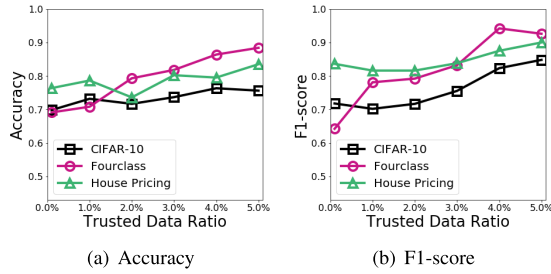 1.0
0.9
0.8
0.7
0.6
0.5
Accuracy
CIFAR-10
Fourclass
House Pricing
0.0% 1.0% 2.0% 3.0% 4.0% 5.0%
Trusted Data Ratio
(a) Accuracy
1.0
0.9
0.8
0.7
0.6
0.5
F1-score
CIFAR-10
Fourclass
House Pricing
0.0% 1.0% 2.0% 3.0% 4.0% 5.0%
Trusted Data Ratio
(b) F1-score